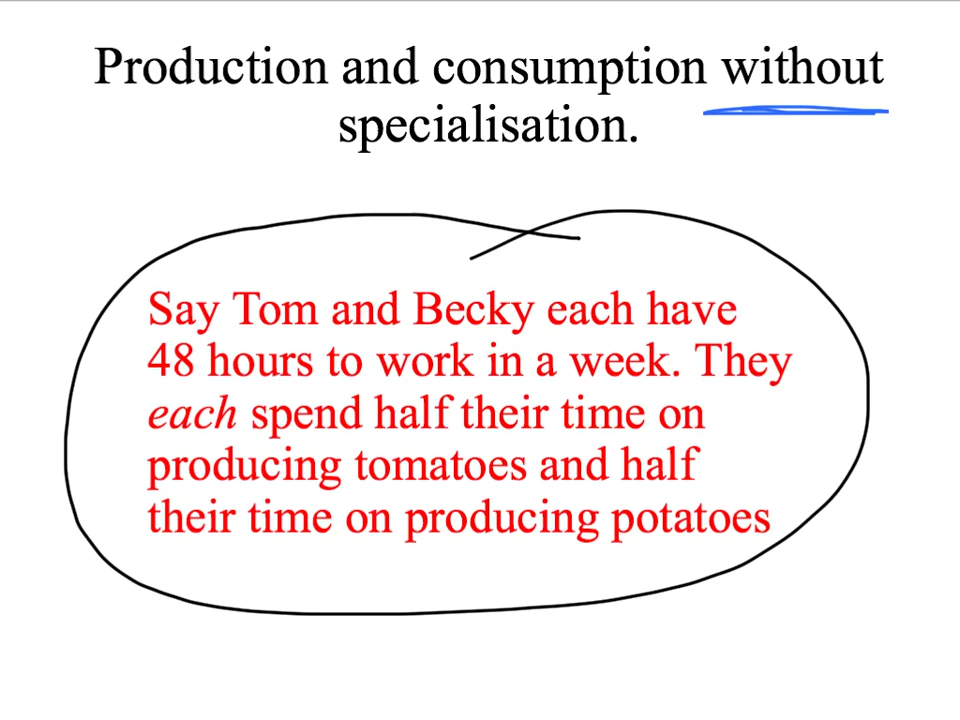 Production and consumption without
specialisation.
Say Tom and Becky each have
48 hours to work in a week. They
each spend half their time on
producing tomatoes and half
their time on producing potatoes